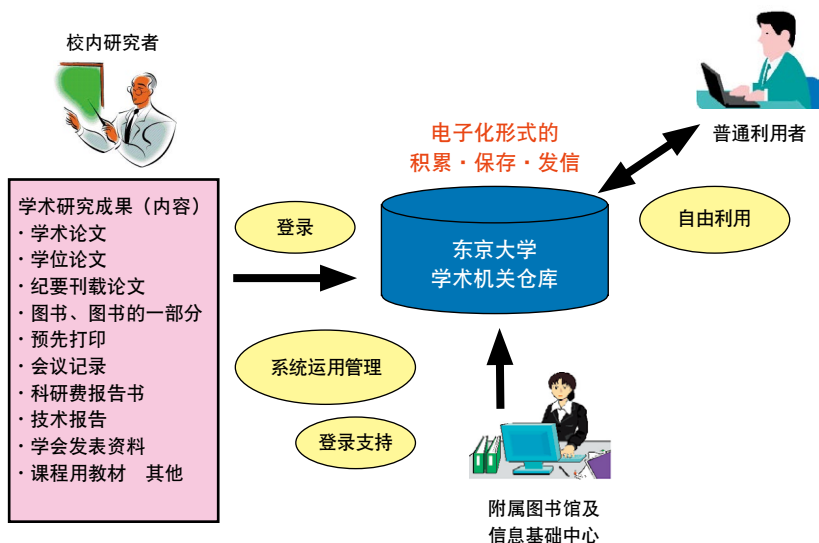 校内研究者
普通利用者
电子化形式的
积累·保存·发信
学术研究成果（内容）
·学术论文
·学位论文
·纪要刊载论文
·图书、图书的一部分
·预先打印
·会议记录
·科研费报告书
·技术报告
·学会发表资料
·课程用教材　其他
登录
自由利用
东京大学
学术机关仓库
系统运用管理
登录支持
附属图书馆及
信息基础中心